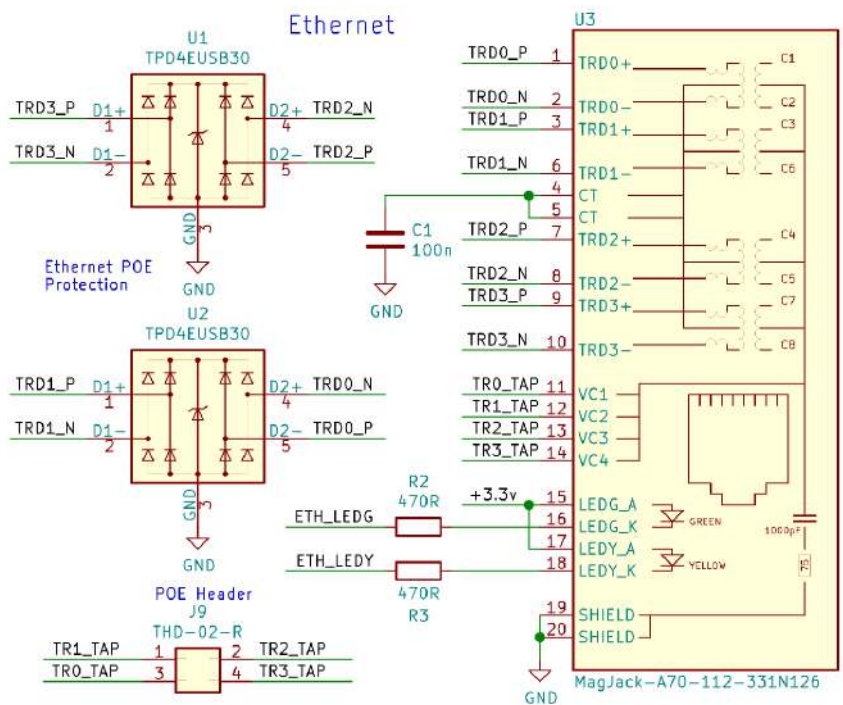 Ethernet
U1
TPD4EUSB30
TRD3_P D1+ 1
D2+ 4 TRD2_N
TRD3_N D1- 2
D2- 5 TRD2_P
GND 3
GND
Ethernet POE
Protection
U2
TPD4EUSB30
TRD1_P D1+ 1
D2+ 4 TRD0_N
TRD1_N D1- 2
D2- 5 TRD0_P
GND 3
GND
POE Header
J9
THD-02-R
TR1_TAP 1 2 TR2_TAP
TR0_TAP 3 4 TR3_TAP
C1
100n
GND
R2
470R
ETH_LEDG
ETH_LEDY
470R
R3
U3
TRD0_P 1 TRD0+
TRD0_N 2 TRD0-
TRD1_P 3 TRD1+
TRD1_N 6 TRD1-
4 CT
5 CT
TRD2_P 7 TRD2+
TRD2_N 8 TRD2-
TRD3_P 9 TRD3+
TRD3_N 10 TRD3-
TR0_TAP 11 VC1
TR1_TAP 12 VC2
TR2_TAP 13 VC3
TR3_TAP 14 VC4
+3.3v 15 LEDG_A
16 LEDG_K
GREEN
17 LEDY_A
18 LEDY_K
YELLOW
19 SHIELD
20 SHIELD
GND
C1
C2
C3
C6
C4
C5
C7
C8
1000pF
75
MagJack-A70-112-331N126